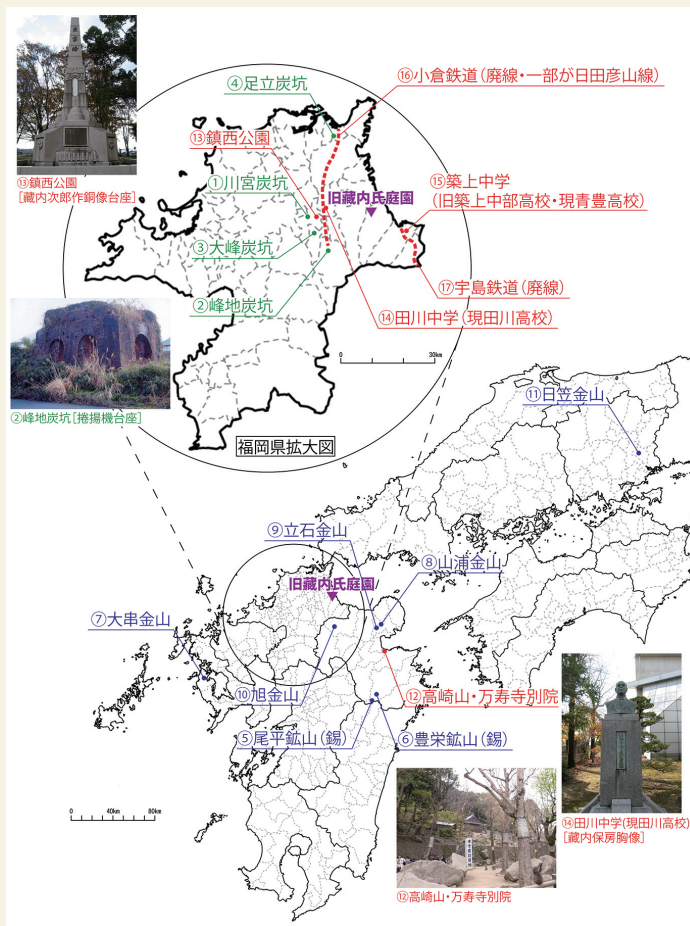 ⑬鎮西公園
[藏内次郎作銅像台座]
④足立炭坑
⑯小倉鉄道(廃線・一部が日田彦山線)
⑬鎮西公園
①川宮炭坑
旧藏内氏庭園
⑮築上中学
(旧築上中部高校・現青豊高校)
③大峰炭坑
②峰地炭坑
⑰宇島鉄道(廃線)
⑭田川中学(現田川高校)
0
30km
②峰地炭坑[捲揚機台座]
福岡県拡大図
⑪日笠金山
⑨立石金山
⑧山浦金山
旧藏内氏庭園
⑦大串金山
⑩旭金山
⑫高崎山・万寿寺別院
⑤尾平鉱山(錫)
⑥豊栄鉱山(錫)
0
40km
80km
⑭田川中学(現田川高校)
[藏内保房胸像]
⑫高崎山・万寿寺別院